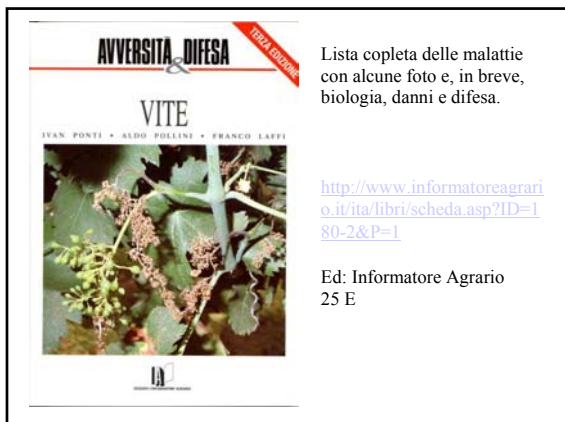 TERZA EDIZIONE
AVVERSITÀ & DIFESA
VITE
IVAN PONTI • ALDO POLLINI • FRANCO LAFFI
Lista copleta delle malattie
con alcune foto e, in breve,
biologia, danni e difesa.
http://www.informatoreagrari
o.it/ita/libri/scheda.asp?ID=1
80-2&P=1
Ed: Informatore Agrario
25 E